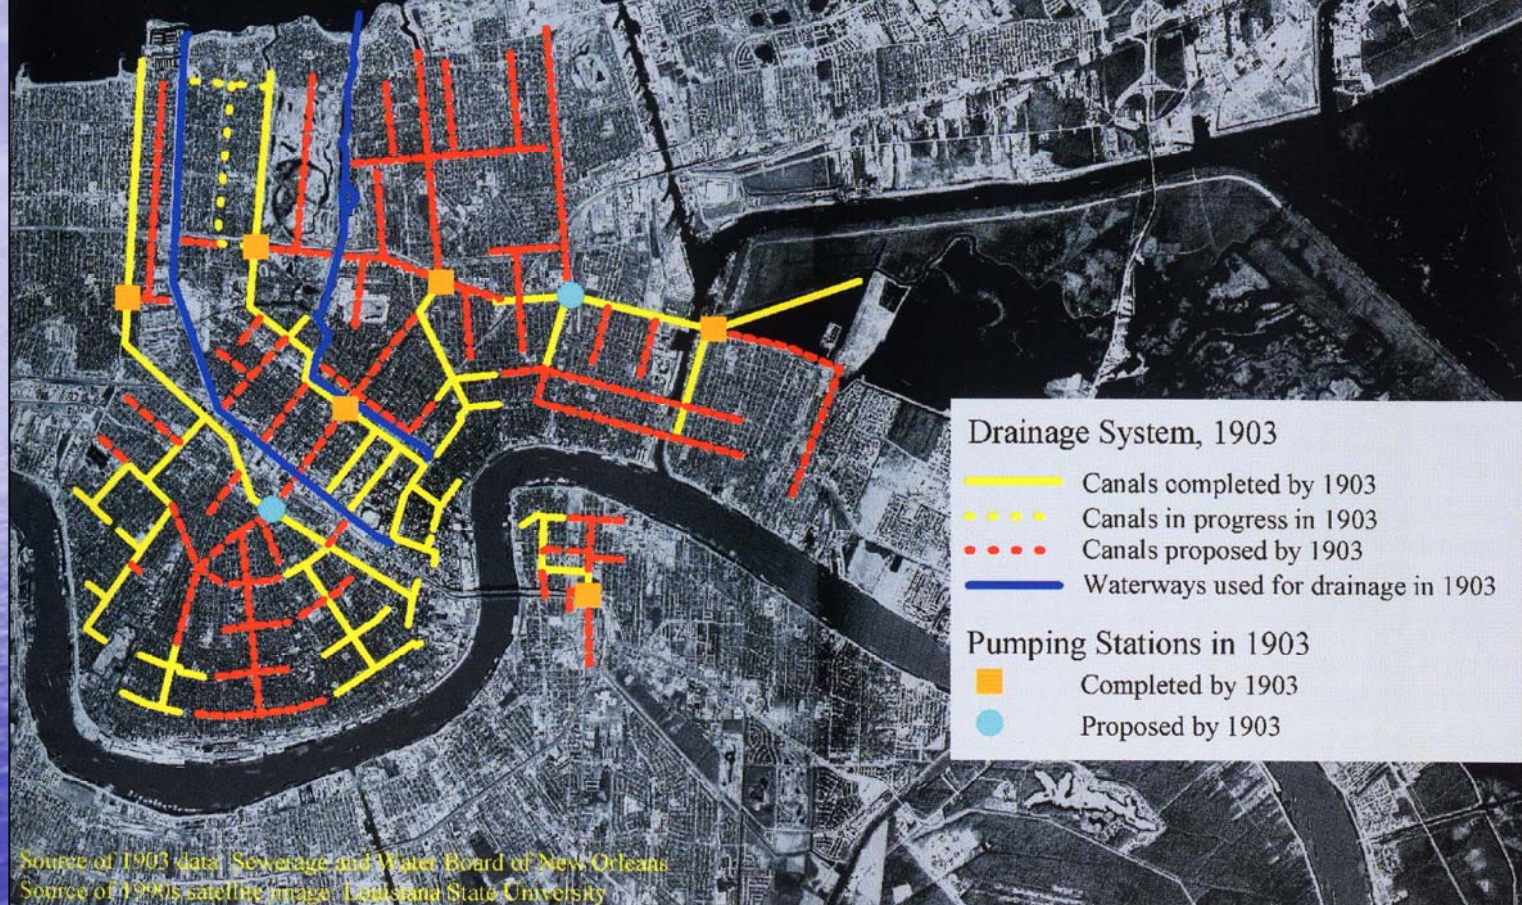 Drainage System, 1903
Canals completed by 1903
Canals in progress in 1903
Canals proposed by 1903
Waterways used for drainage in 1903
Pumping Stations in 1903
Completed by 1903
Proposed by 1903
Source of 1903 data: Sewerage and Water Board of New Orleans
Source of 1990s satellite image: Louisiana State University